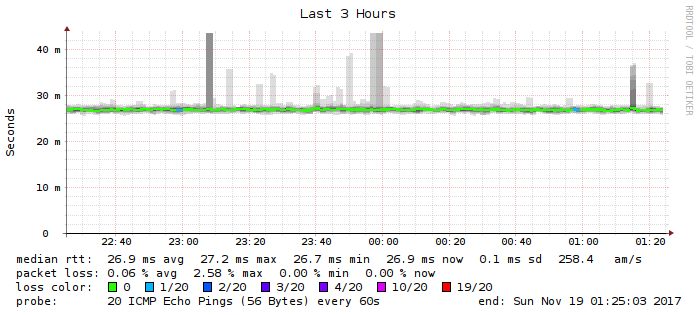 Last 3 Hours
RRDTOOL / TOBI OETIKER
Seconds
40 m
30 m
20 m
10 m
0
22:40 23:00 23:20 23:40 00:00 00:20 00:40 01:00 01:20
median rtt: 26.9 ms avg 27.2 ms max 26.7 ms min 26.9 ms now 0.1 ms sd 258.4 am/s
packet loss: 0.06 % avg 2.58 % max 0.00 % min 0.00 % now
loss color: 0 1/20 2/20 3/20 4/20 10/20 19/20
probe: 20 ICMP Echo Pings (56 Bytes) every 60s end: Sun Nov 19 01:25:03 2017